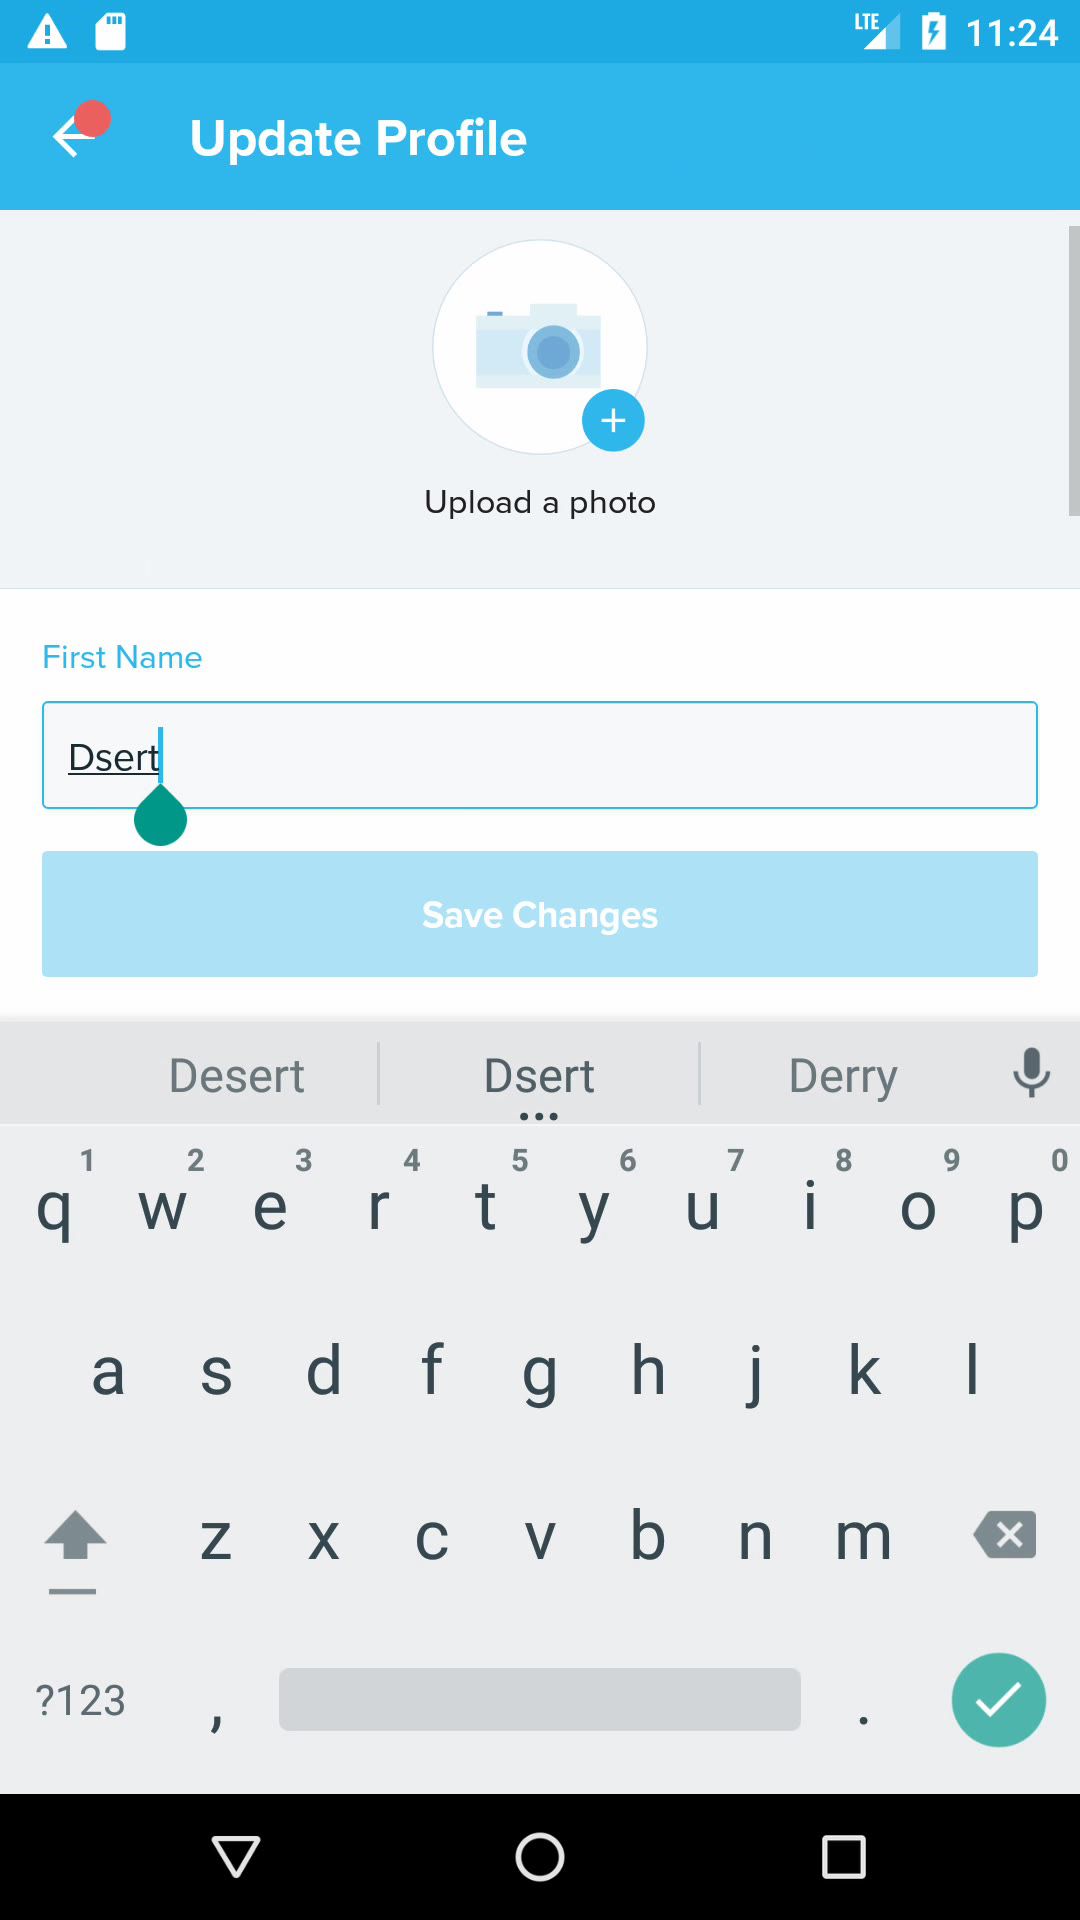 LTE 11:24
Update Profile
Upload a photo
First Name
Dsert
Save Changes
Desert Dsert Derry
1 2 3 4 5 6 7 8 9 0
q w e r t y u i o p
a s d f g h j k l
z x c v b n m
?123 , .